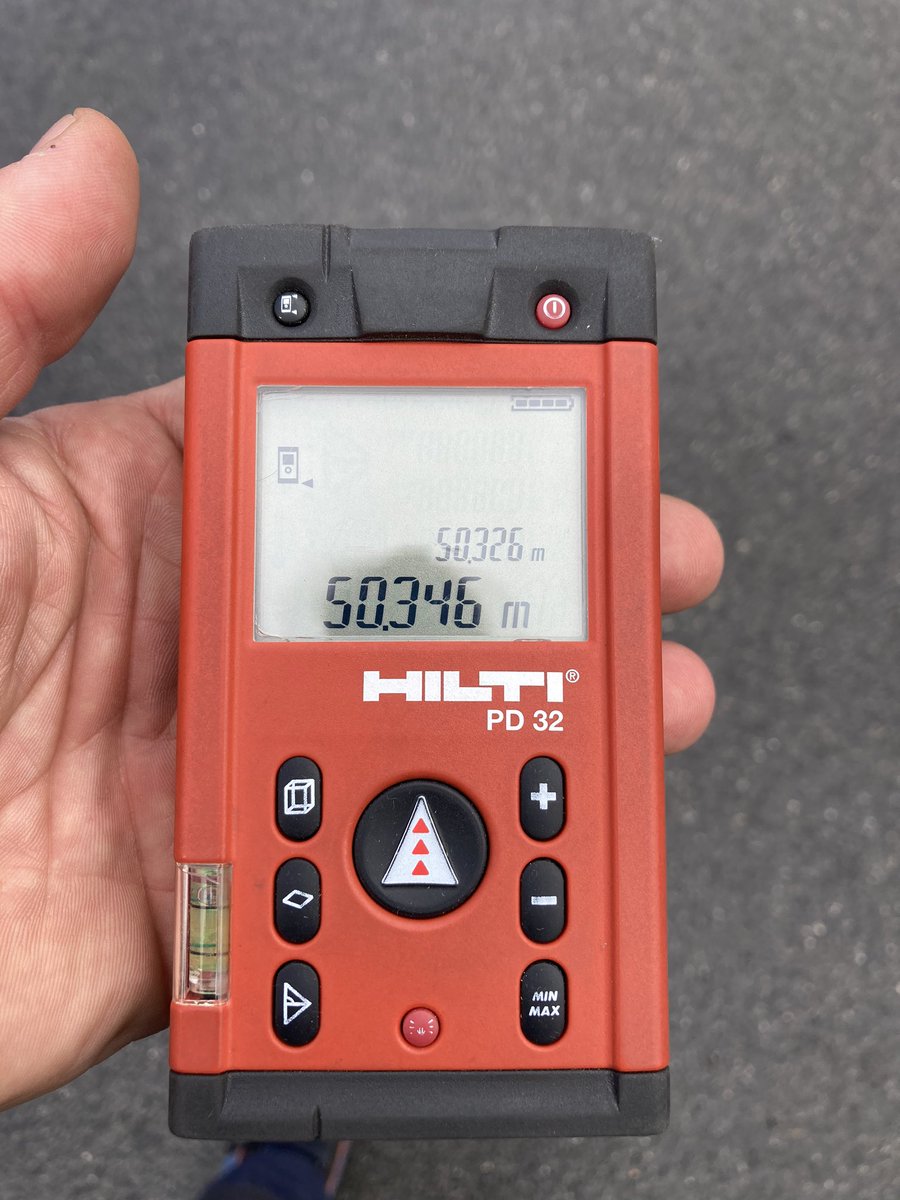 50.326 m
50.346 m
HILTI®
PD 32
+
−
MIN
MAX